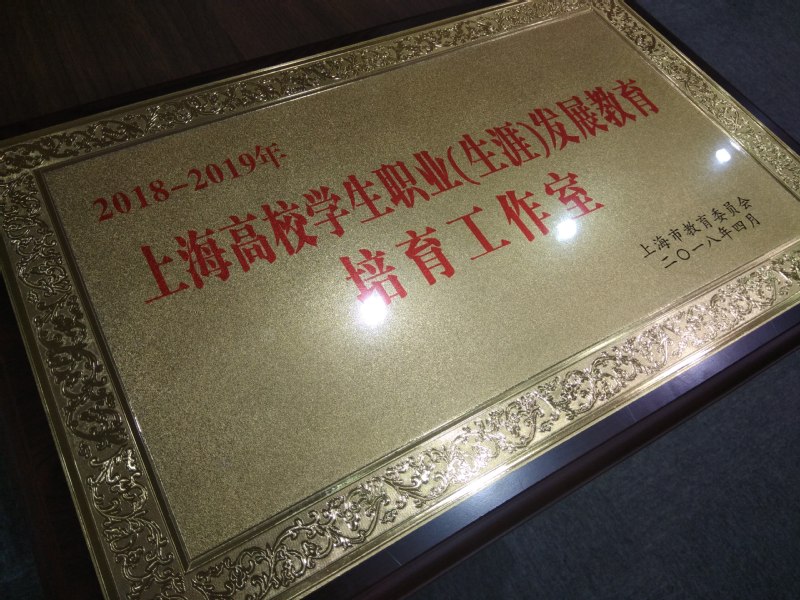 2018-2019年
上海高校学生职业(生涯)发展教育
培育工作室
上海市教育委员会
二〇一八年四月